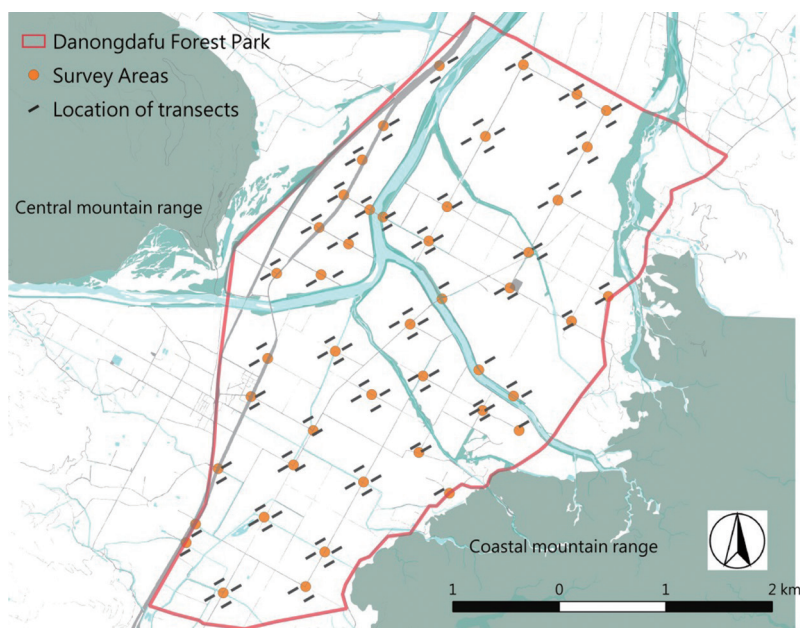 Danongdafu Forest Park
Survey Areas
Location of transects
Central mountain range
Coastal mountain range
1 0 1 2 km